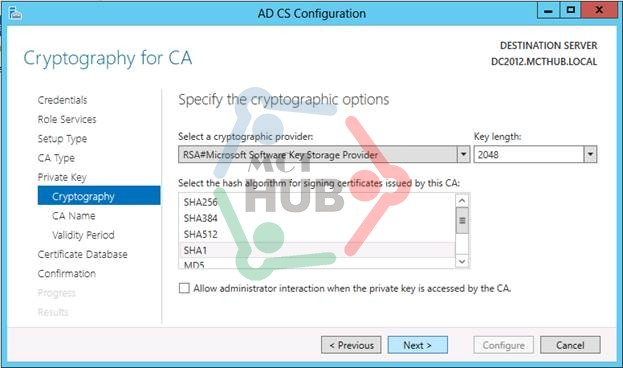 AD CS Configuration
Cryptography for CA
DESTINATION SERVER
DC2012.MCTHUB.LOCAL
Credentials
Role Services
Setup Type
CA Type
Private Key
Cryptography
CA Name
Validity Period
Certificate Database
Confirmation
Progress
Results
Specify the cryptographic options
Select a cryptographic provider:
Key length:
RSA#Microsoft Software Key Storage Provider
2048
Select the hash algorithm for signing certificates issued by this CA:
SHA256
SHA384
SHA512
SHA1
MD5
MCT
HUB
Allow administrator interaction when the private key is accessed by the CA.
< Previous
Next >
Configure
Cancel